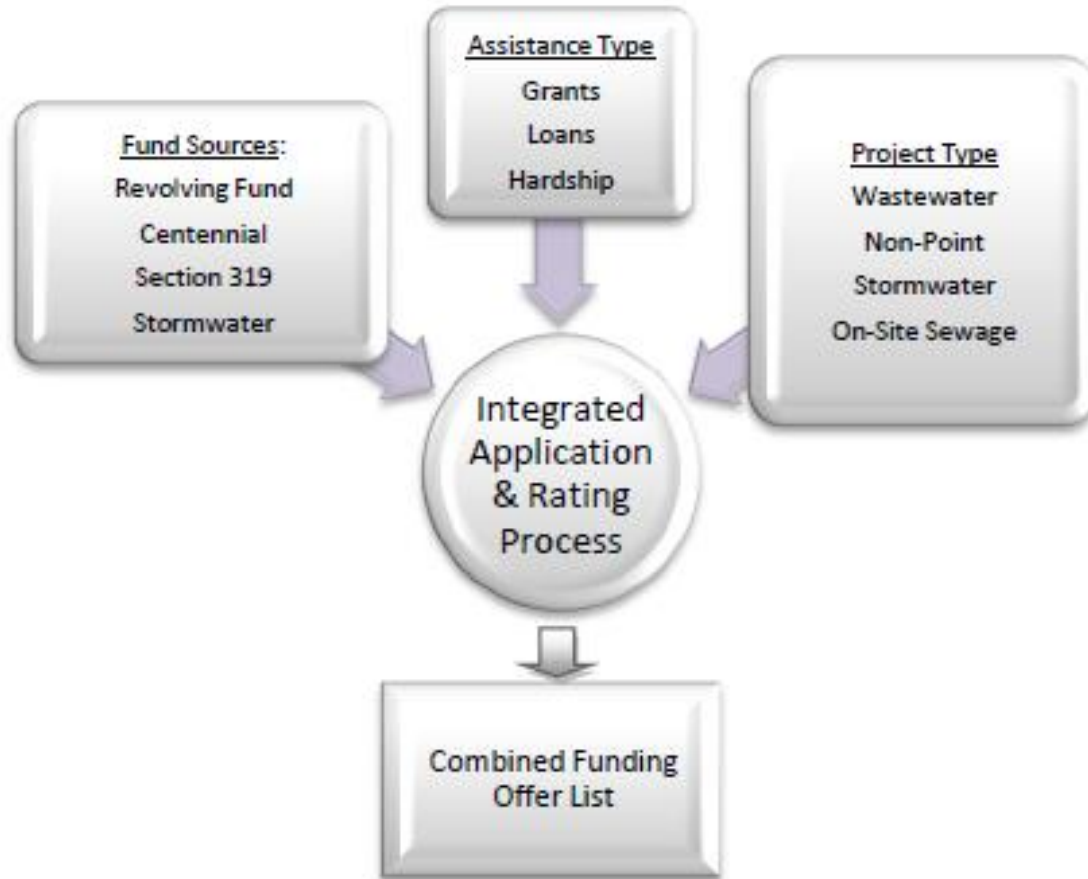 Fund Sources:
Revolving Fund
Centennial
Section 319
Stormwater
Assistance Type
Grants
Loans
Hardship
Project Type
Wastewater
Non-Point
Stormwater
On-Site Sewage
Integrated
Application
& Rating
Process
Combined Funding
Offer List